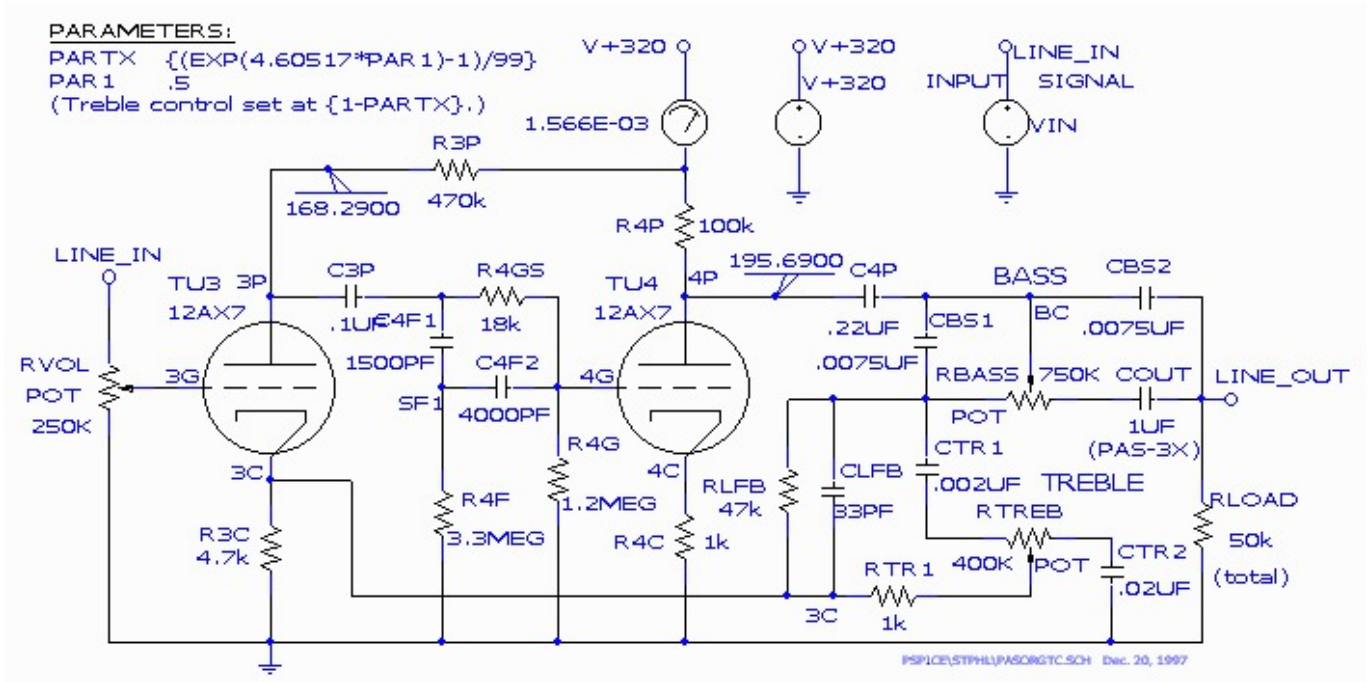 PARAMETERS:
PARTX {(EXP(4.60517*PAR1)-1)/99}
PAR1 .5
(Treble control set at {1-PARTX}.)
V+320
V+320
V+320
LINE_IN
INPUT SIGNAL
VIN
1.566E-03
R3P
470k
168.2900
R4P
100k
LINE_IN
TU3
3P
12AX7
C3P
.1UF
R4GS
18k
TU4
4P
12AX7
195.6900
C4P
.22UF
BASS
BC
CBS2
.0075UF
C4F1
1500PF
CBS1
.0075UF
RVOL
POT
250K
3G
SF1
C4F2
4000PF
4G
RBASS
750K
POT
COUT
1UF
(PAS-3X)
LINE_OUT
3C
R3C
4.7k
R4F
3.3MEG
R4G
1.2MEG
4C
R4C
1k
RLFB
47k
CLFB
33PF
CTR1
.002UF
TREBLE
RTREB
400K
POT
CTR2
.02UF
RLOAD
50k
(total)
RTR1
1k
3C
PSPICE\STPHL\PASORGTC.SCH Dec. 20, 1997